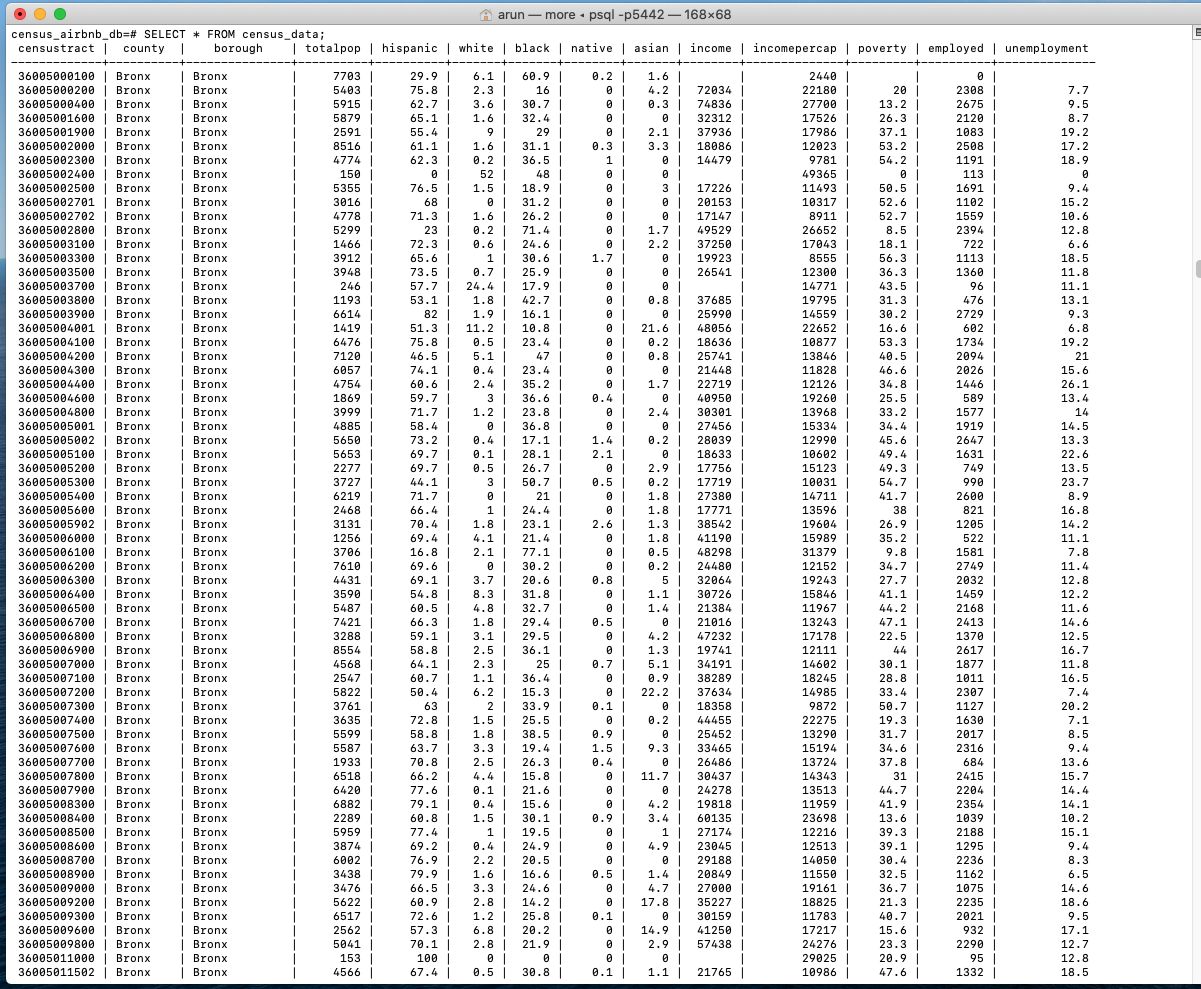 arun — more ◂ psql -p5442 — 168×68
census_airbnb_db=# SELECT * FROM census_data;
 censustract | county | borough | totalpop | hispanic | white | black | native | asian | income | incomepercap | poverty | employed | unemployment
-------------+--------+---------+----------+----------+-------+-------+--------+-------+--------+--------------+---------+----------+--------------
36005000100 | Bronx | Bronx | 7703 | 29.9 | 6.1 | 60.9 | 0.2 | 1.6 | | 2440 | | 0 |
36005000200 | Bronx | Bronx | 5403 | 75.8 | 2.3 | 16 | 0 | 4.2 | 72034 | 22180 | 20 | 2308 | 7.7
36005000400 | Bronx | Bronx | 5915 | 62.7 | 3.6 | 30.7 | 0 | 0.3 | 74836 | 27700 | 13.2 | 2675 | 9.5
36005001600 | Bronx | Bronx | 5879 | 65.1 | 1.6 | 32.4 | 0 | 0 | 32312 | 17526 | 26.3 | 2120 | 8.7
36005001900 | Bronx | Bronx | 2591 | 55.4 | 9 | 29 | 0 | 2.1 | 37936 | 17986 | 37.1 | 1083 | 19.2
36005002000 | Bronx | Bronx | 8516 | 61.1 | 1.6 | 31.1 | 0.3 | 3.3 | 18086 | 12023 | 53.2 | 2508 | 17.2
36005002300 | Bronx | Bronx | 4774 | 62.3 | 0.2 | 36.5 | 1 | 0 | 14479 | 9781 | 54.2 | 1191 | 18.9
36005002400 | Bronx | Bronx | 150 | 0 | 52 | 48 | 0 | 0 | | 49365 | 0 | 113 | 0
36005002500 | Bronx | Bronx | 5355 | 76.5 | 1.5 | 18.9 | 0 | 3 | 17226 | 11493 | 50.5 | 1691 | 9.4
36005002701 | Bronx | Bronx | 3016 | 68 | 0 | 31.2 | 0 | 0 | 20153 | 10317 | 52.6 | 1102 | 15.2
36005002702 | Bronx | Bronx | 4778 | 71.3 | 1.6 | 26.2 | 0 | 0 | 17147 | 8911 | 52.7 | 1559 | 10.6
36005002800 | Bronx | Bronx | 5299 | 23 | 0.2 | 71.4 | 0 | 1.7 | 49529 | 26652 | 8.5 | 2394 | 12.8
36005003100 | Bronx | Bronx | 1466 | 72.3 | 0.6 | 24.6 | 0 | 2.2 | 37250 | 17043 | 18.1 | 722 | 6.6
36005003300 | Bronx | Bronx | 3912 | 65.6 | 1 | 30.6 | 1.7 | 0 | 19923 | 8555 | 56.3 | 1113 | 18.5
36005003500 | Bronx | Bronx | 3948 | 73.5 | 0.7 | 25.9 | 0 | 0 | 26541 | 12300 | 36.3 | 1360 | 11.8
36005003700 | Bronx | Bronx | 246 | 57.7 | 24.4 | 17.9 | 0 | 0 | | 14771 | 43.5 | 96 | 11.1
36005003800 | Bronx | Bronx | 1193 | 53.1 | 1.8 | 42.7 | 0 | 0.8 | 37685 | 19795 | 31.3 | 476 | 13.1
36005003900 | Bronx | Bronx | 6614 | 82 | 1.9 | 16.1 | 0 | 0 | 25990 | 14559 | 30.2 | 2729 | 9.3
36005004001 | Bronx | Bronx | 1419 | 51.3 | 11.2 | 10.8 | 0 | 21.6 | 48056 | 22652 | 16.6 | 602 | 6.8
36005004100 | Bronx | Bronx | 6476 | 75.8 | 0.5 | 23.4 | 0 | 0.2 | 18636 | 10877 | 53.3 | 1734 | 19.2
36005004200 | Bronx | Bronx | 7120 | 46.5 | 5.1 | 47 | 0 | 0.8 | 25741 | 13846 | 40.5 | 2094 | 21
36005004300 | Bronx | Bronx | 6057 | 74.1 | 0.4 | 23.4 | 0 | 0 | 21448 | 11828 | 46.6 | 2026 | 15.6
36005004400 | Bronx | Bronx | 4754 | 60.6 | 2.4 | 35.2 | 0 | 1.7 | 22719 | 12126 | 34.8 | 1446 | 26.1
36005004600 | Bronx | Bronx | 1869 | 59.7 | 3 | 36.6 | 0.4 | 0 | 40950 | 19260 | 25.5 | 589 | 13.4
36005004800 | Bronx | Bronx | 3999 | 71.7 | 1.2 | 23.8 | 0 | 2.4 | 30301 | 13968 | 33.2 | 1577 | 14
36005005001 | Bronx | Bronx | 4885 | 58.4 | 0 | 36.8 | 0 | 0 | 27456 | 15334 | 34.4 | 1919 | 14.5
36005005002 | Bronx | Bronx | 5650 | 73.2 | 0.4 | 17.1 | 1.4 | 0.2 | 28039 | 12990 | 45.6 | 2647 | 13.3
36005005100 | Bronx | Bronx | 5653 | 69.7 | 0.1 | 28.1 | 2.1 | 0 | 18633 | 10602 | 49.4 | 1631 | 22.6
36005005200 | Bronx | Bronx | 2277 | 69.7 | 0.5 | 26.7 | 0 | 2.9 | 17756 | 15123 | 49.3 | 749 | 13.5
36005005300 | Bronx | Bronx | 3727 | 44.1 | 3 | 50.7 | 0.5 | 0.2 | 17719 | 10031 | 54.7 | 990 | 23.7
36005005400 | Bronx | Bronx | 6219 | 71.7 | 0 | 21 | 0 | 1.8 | 27380 | 14711 | 41.7 | 2600 | 8.9
36005005600 | Bronx | Bronx | 2468 | 66.4 | 1 | 24.4 | 0 | 1.8 | 17771 | 13596 | 38 | 821 | 16.8
36005005902 | Bronx | Bronx | 3131 | 70.4 | 1.8 | 23.1 | 2.6 | 1.3 | 38542 | 19604 | 26.9 | 1205 | 14.2
36005006000 | Bronx | Bronx | 1256 | 69.4 | 4.1 | 21.4 | 0 | 1.8 | 41190 | 15989 | 35.2 | 522 | 11.1
36005006100 | Bronx | Bronx | 3706 | 16.8 | 2.1 | 77.1 | 0 | 0.5 | 48298 | 31379 | 9.8 | 1581 | 7.8
36005006200 | Bronx | Bronx | 7610 | 69.6 | 0 | 30.2 | 0 | 0.2 | 24480 | 12152 | 34.7 | 2749 | 11.4
36005006300 | Bronx | Bronx | 4431 | 69.1 | 3.7 | 20.6 | 0.8 | 5 | 32064 | 19243 | 27.7 | 2032 | 12.8
36005006400 | Bronx | Bronx | 3590 | 54.8 | 8.3 | 31.8 | 0 | 1.1 | 30726 | 15846 | 41.1 | 1459 | 12.2
36005006500 | Bronx | Bronx | 5487 | 60.5 | 4.8 | 32.7 | 0 | 1.4 | 21384 | 11967 | 44.2 | 2168 | 11.6
36005006700 | Bronx | Bronx | 7421 | 66.3 | 1.8 | 29.4 | 0.5 | 0 | 21016 | 13243 | 47.1 | 2413 | 14.6
36005006800 | Bronx | Bronx | 3288 | 59.1 | 3.1 | 29.5 | 0 | 4.2 | 47232 | 17178 | 22.5 | 1370 | 12.5
36005006900 | Bronx | Bronx | 8554 | 58.8 | 2.5 | 36.1 | 0 | 1.3 | 19741 | 12111 | 44 | 2617 | 16.7
36005007000 | Bronx | Bronx | 4568 | 64.1 | 2.3 | 25 | 0.7 | 5.1 | 34191 | 14602 | 30.1 | 1877 | 11.8
36005007100 | Bronx | Bronx | 2547 | 60.7 | 1.1 | 36.4 | 0 | 0.9 | 38289 | 18245 | 28.8 | 1011 | 16.5
36005007200 | Bronx | Bronx | 5822 | 50.4 | 6.2 | 15.3 | 0 | 22.2 | 37634 | 14985 | 33.4 | 2307 | 7.4
36005007300 | Bronx | Bronx | 3761 | 63 | 2 | 33.9 | 0.1 | 0 | 18358 | 9872 | 50.7 | 1127 | 20.2
36005007400 | Bronx | Bronx | 3635 | 72.8 | 1.5 | 25.5 | 0 | 0.2 | 44455 | 22275 | 19.3 | 1630 | 7.1
36005007500 | Bronx | Bronx | 5599 | 58.8 | 1.8 | 38.5 | 0.9 | 0 | 25452 | 13290 | 31.7 | 2017 | 8.5
36005007600 | Bronx | Bronx | 5587 | 63.7 | 3.3 | 19.4 | 1.5 | 9.3 | 33465 | 15194 | 34.6 | 2316 | 9.4
36005007700 | Bronx | Bronx | 1933 | 70.8 | 2.5 | 26.3 | 0.4 | 0 | 26486 | 13724 | 37.8 | 684 | 13.6
36005007800 | Bronx | Bronx | 6518 | 66.2 | 4.4 | 15.8 | 0 | 11.7 | 30437 | 14343 | 31 | 2415 | 15.7
36005007900 | Bronx | Bronx | 6420 | 77.6 | 0.1 | 21.6 | 0 | 0 | 24278 | 13513 | 44.7 | 2204 | 14.4
36005008300 | Bronx | Bronx | 6882 | 79.1 | 0.4 | 15.6 | 0 | 4.2 | 19818 | 11959 | 41.9 | 2354 | 14.1
36005008400 | Bronx | Bronx | 2289 | 60.8 | 1.5 | 30.1 | 0.9 | 3.4 | 60135 | 23698 | 13.6 | 1039 | 10.2
36005008500 | Bronx | Bronx | 5959 | 77.4 | 1 | 19.5 | 0 | 1 | 27174 | 12216 | 39.3 | 2188 | 15.1
36005008600 | Bronx | Bronx | 3874 | 69.2 | 0.4 | 24.9 | 0 | 4.9 | 23045 | 12513 | 39.1 | 1295 | 9.4
36005008700 | Bronx | Bronx | 6002 | 76.9 | 2.2 | 20.5 | 0 | 0 | 29188 | 14050 | 30.4 | 2236 | 8.3
36005008900 | Bronx | Bronx | 3438 | 79.9 | 1.6 | 16.6 | 0.5 | 1.4 | 20849 | 11550 | 32.5 | 1162 | 6.5
36005009000 | Bronx | Bronx | 3476 | 66.5 | 3.3 | 24.6 | 0 | 4.7 | 27000 | 19161 | 36.7 | 1075 | 14.6
36005009200 | Bronx | Bronx | 5622 | 60.9 | 2.8 | 14.2 | 0 | 17.8 | 35227 | 18825 | 21.3 | 2235 | 18.6
36005009300 | Bronx | Bronx | 6517 | 72.6 | 1.2 | 25.8 | 0.1 | 0 | 30159 | 11783 | 40.7 | 2021 | 9.5
36005009600 | Bronx | Bronx | 2562 | 57.3 | 6.8 | 20.2 | 0 | 14.9 | 41250 | 17217 | 15.6 | 932 | 17.1
36005009800 | Bronx | Bronx | 5041 | 70.1 | 2.8 | 21.9 | 0 | 2.9 | 57438 | 24276 | 23.3 | 2290 | 12.7
36005011000 | Bronx | Bronx | 153 | 100 | 0 | 0 | 0 | 0 | | 29025 | 20.9 | 95 | 12.8
36005011502 | Bronx | Bronx | 4566 | 67.4 | 0.5 | 30.8 | 0.1 | 1.1 | 21765 | 10986 | 47.6 | 1332 | 18.5